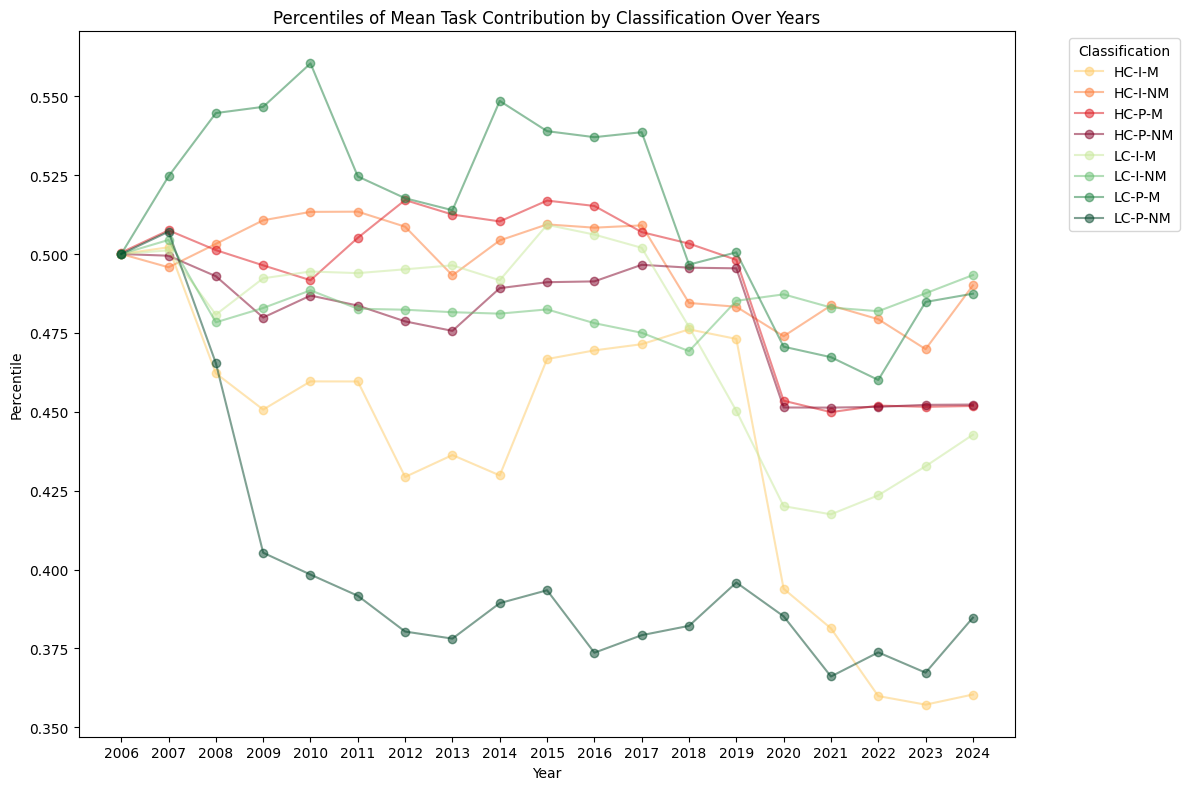 Percentiles of Mean Task Contribution by Classification Over Years
Percentile
0.550
0.525
0.500
0.475
0.450
0.425
0.400
0.375
0.350
2006 2007 2008 2009 2010 2011 2012 2013 2014 2015 2016 2017 2018 2019 2020 2021 2022 2023 2024
Year
Classification
HC-I-M
HC-I-NM
HC-P-M
HC-P-NM
LC-I-M
LC-I-NM
LC-P-M
LC-P-NM